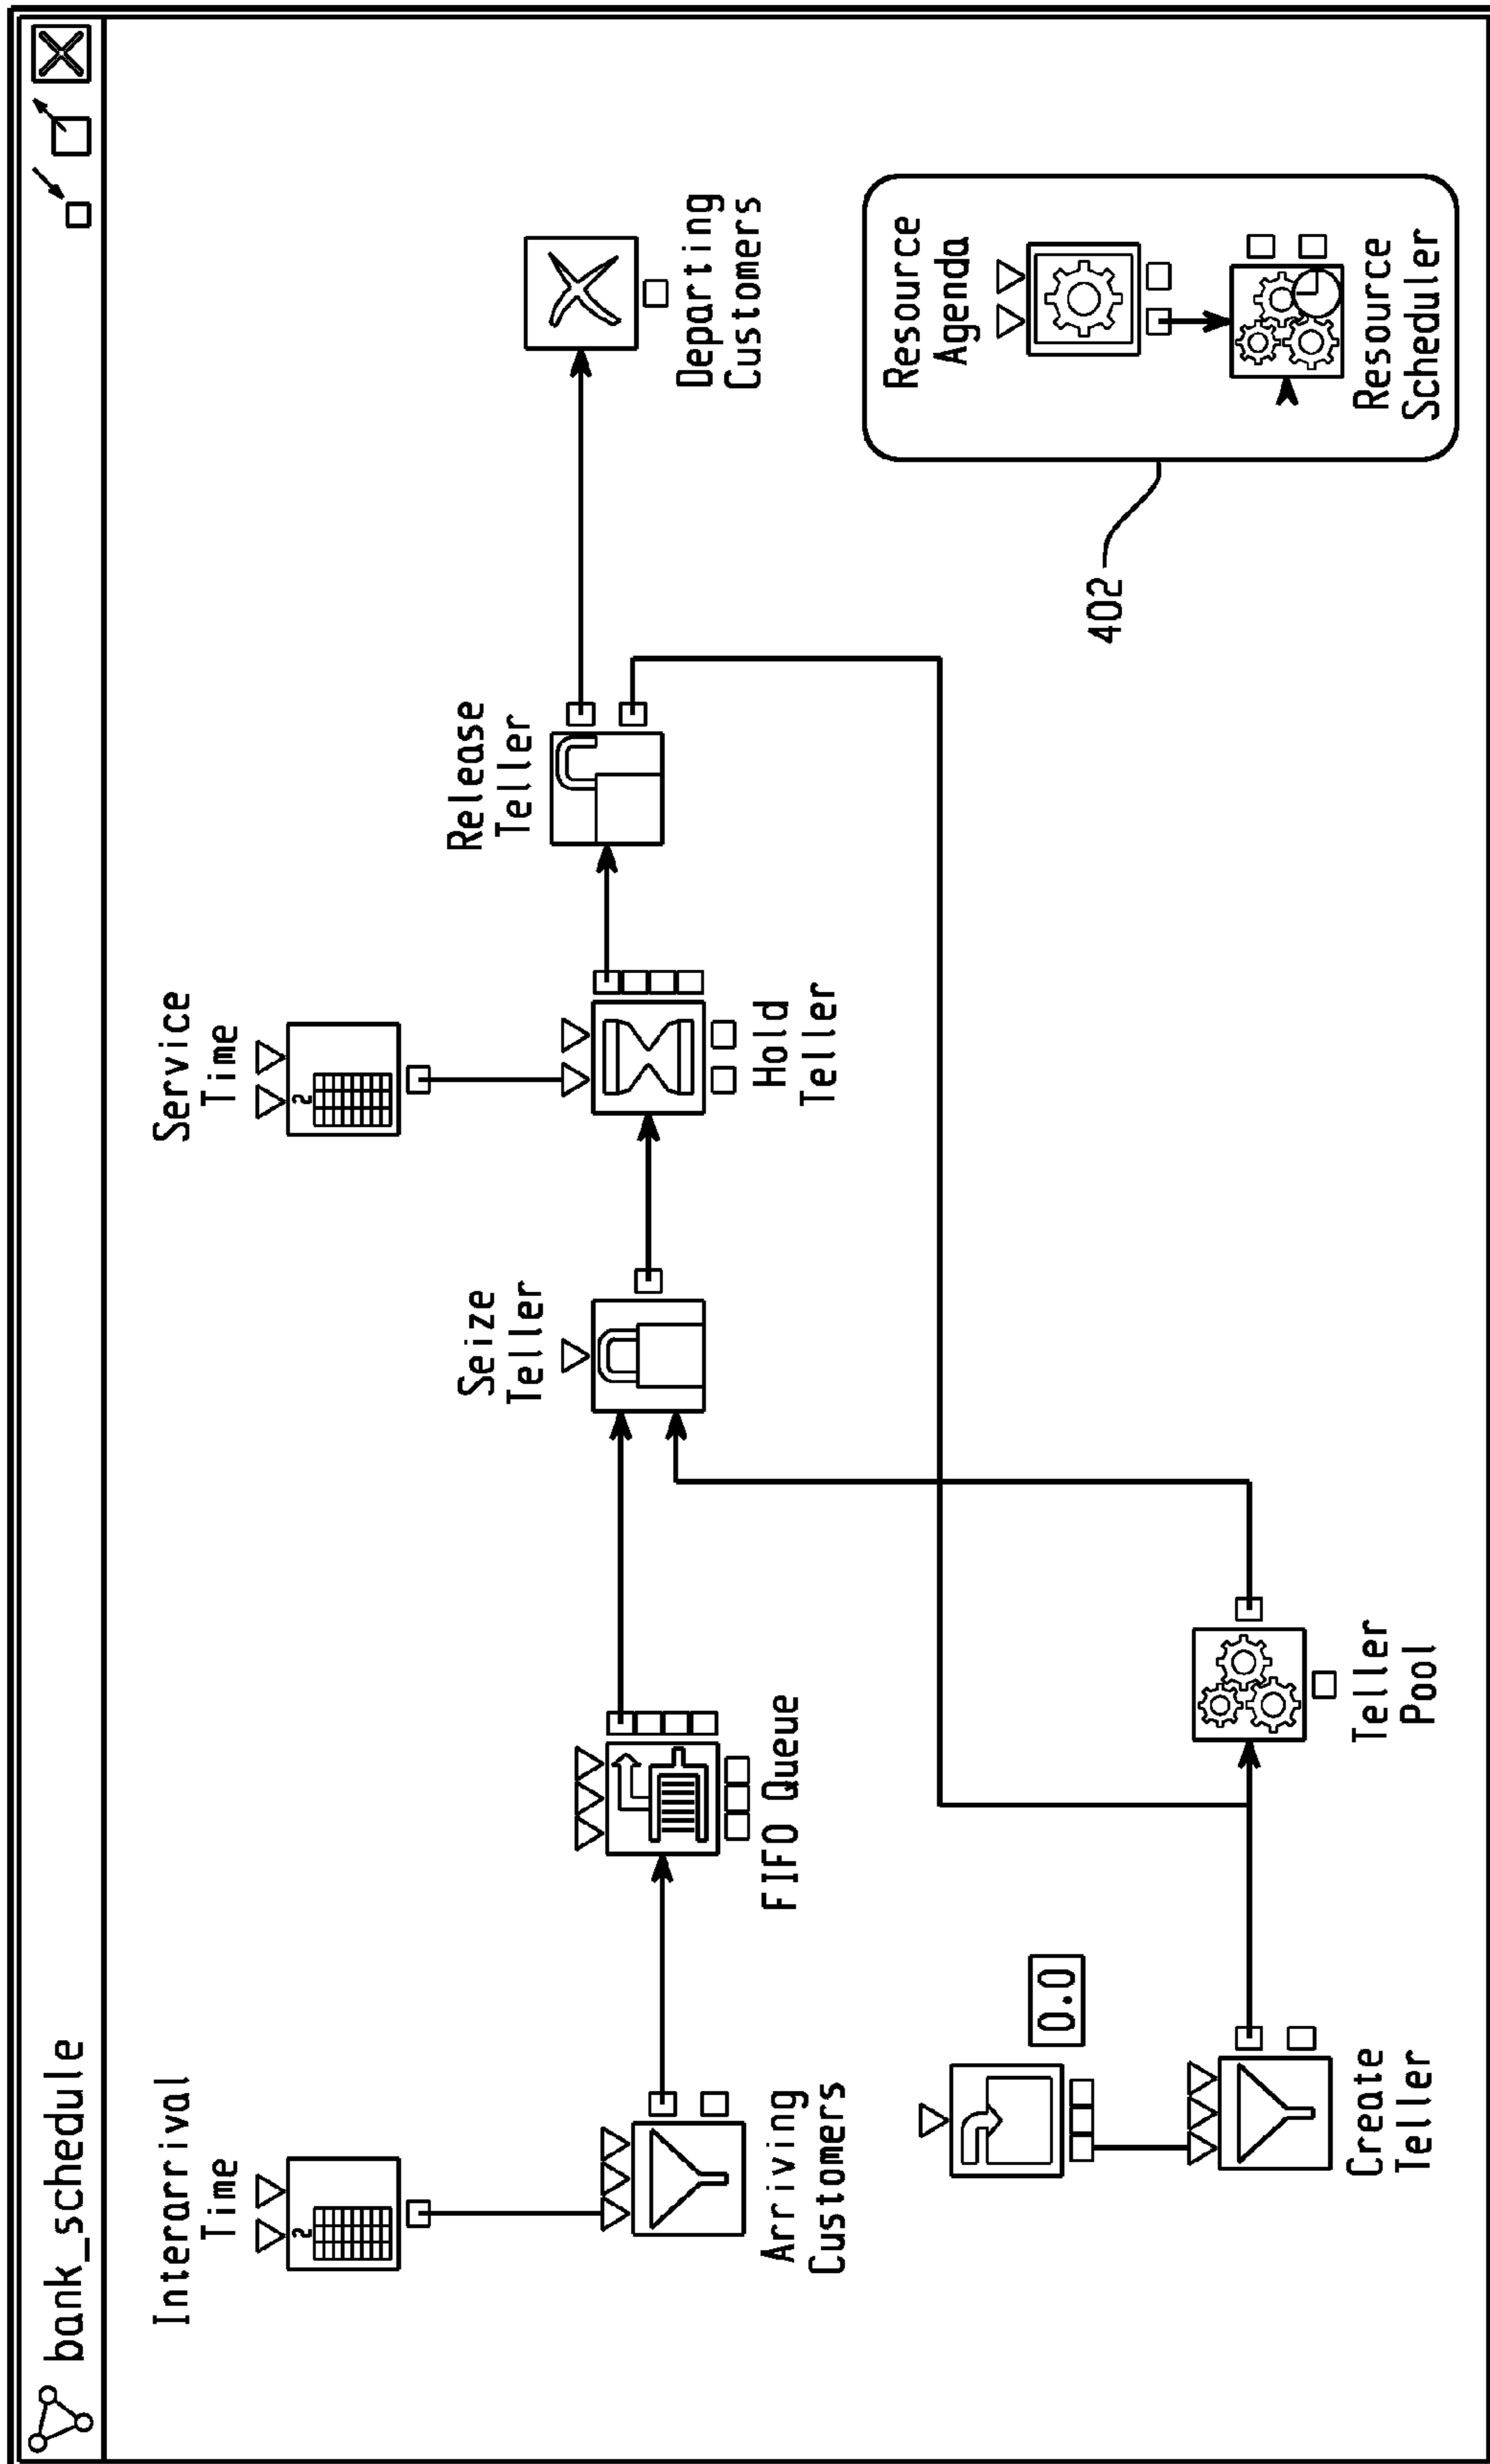 bank_schedule
Interarrival
Time
Service
Time
Release
Teller
Seize
Teller
Departing
Customers
Hold
Teller
FIFO Queue
Arriving
Customers
Resource
Agenda
402
0.0
Resource
Scheduler
Teller
Pool
Create
Teller